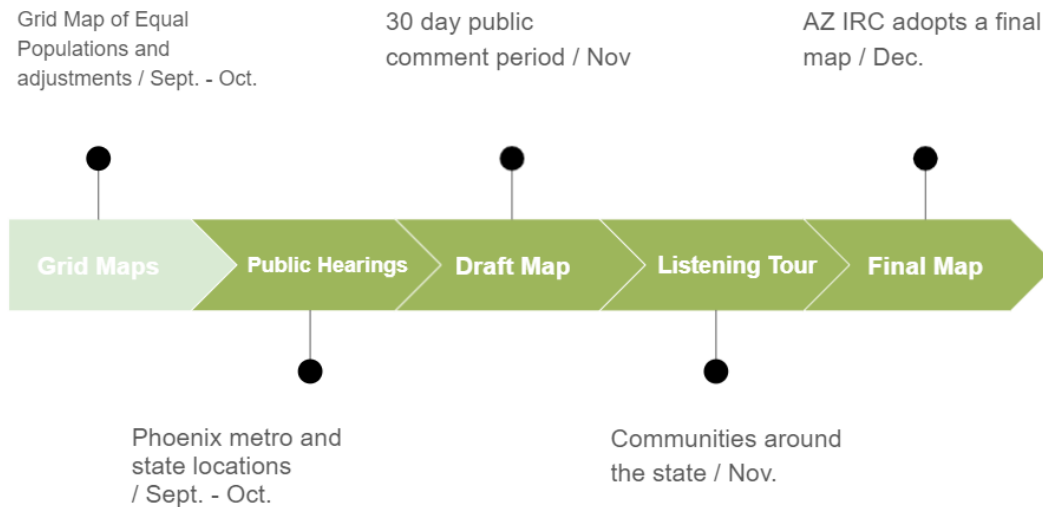 Grid Map of Equal
Populations and
adjustments / Sept. - Oct.
30 day public
comment period / Nov
AZ IRC adopts a final
map / Dec.
Grid Maps
Public Hearings
Draft Map
Listening Tour
Final Map
Phoenix metro and
state locations
/ Sept. - Oct.
Communities around
the state / Nov.